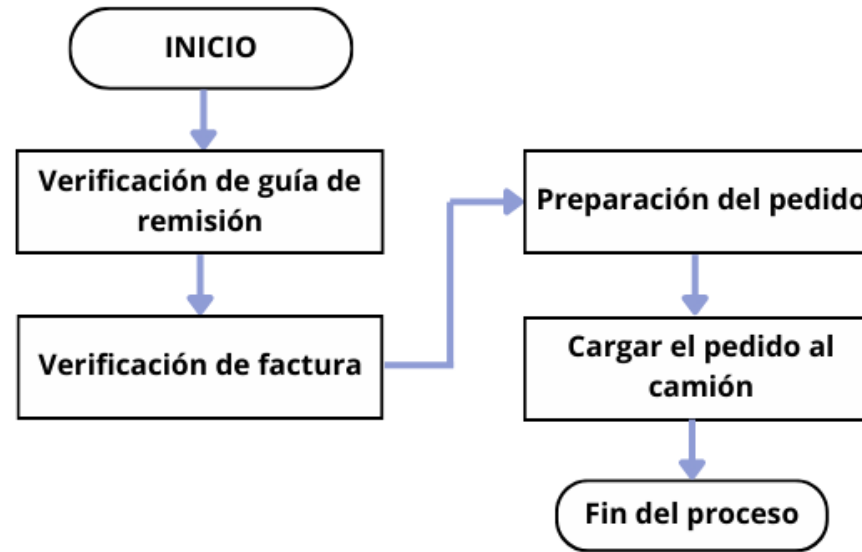 INICIO
Verificación de guía de
remisión
Verificación de factura
Preparación del pedido
Cargar el pedido al
camión
Fin del proceso